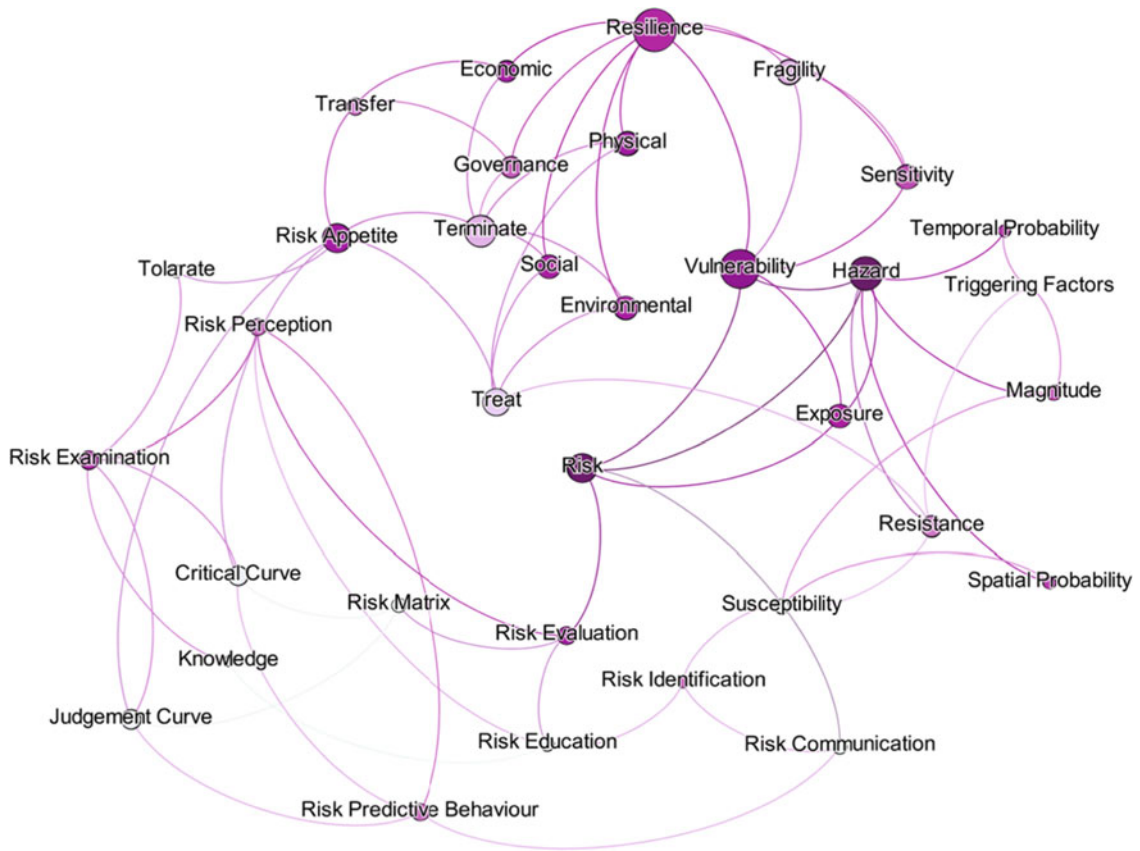 Resilience
Economic
Fragility
Transfer
Physical
Governance
Sensitivity
Temporal Probability
Terminate
Risk Appetite
Social
Vulnerability
Hazard
Tolarate
Triggering Factors
Environmental
Risk Perception
Magnitude
Treat
Exposure
Risk Examination
Risk
Resistance
Critical Curve
Spatial Probability
Risk Matrix
Susceptibility
Risk Evaluation
Knowledge
Risk Identification
Judgement Curve
Risk Education
Risk Communication
Risk Predictive Behaviour